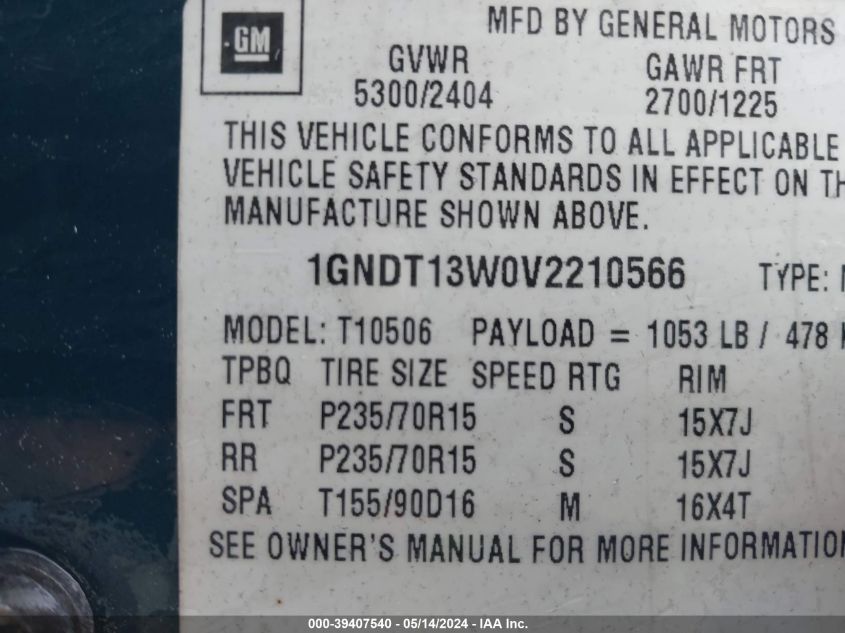 GM
MFD BY GENERAL MOTORS
GVWR GAWR FRT
5300/2404 2700/1225
THIS VEHICLE CONFORMS TO ALL APPLICABLE
VEHICLE SAFETY STANDARDS IN EFFECT ON TH
MANUFACTURE SHOWN ABOVE.
1GNDT13W0V2210566 TYPE:
MODEL: T10506 PAYLOAD = 1053 LB / 478
TPBQ TIRE SIZE SPEED RTG RIM
FRT P235/70R15 S 15X7J
RR P235/70R15 S 15X7J
SPA T155/90D16 M 16X4T
SEE OWNER'S MANUAL FOR MORE INFORMATION
000-39407540 - 05/14/2024 - IAA Inc.